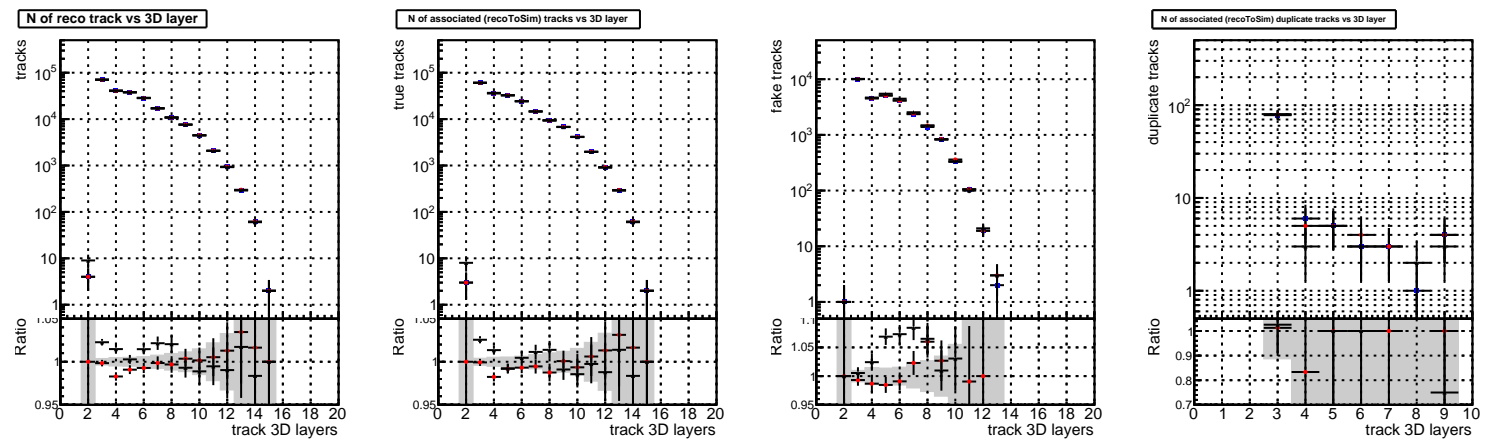 N of reco track vs 3D layer
tracks
10^5
10^4
10^3
10^2
10
1
Ratio
1.05
1
0.95
0 2 4 6 8 10 12 14 16 18 20
track 3D layers
N of associated (recoToSim) tracks vs 3D layer
true tracks
10^5
10^4
10^3
10^2
10
1
Ratio
1.05
1
0.95
0 2 4 6 8 10 12 14 16 18 20
track 3D layers
fake tracks
10^4
10^3
10^2
10
1
Ratio
1.1
1.05
1
0.95
0 2 4 6 8 10 12 14 16 18 20
track 3D layers
N of associated (recoToSim) duplicate tracks vs 3D layer
duplicate tracks
10^2
10
1
Ratio
1
0.9
0.8
0.7
0 1 2 3 4 5 6 7 8 9 10
track 3D layers